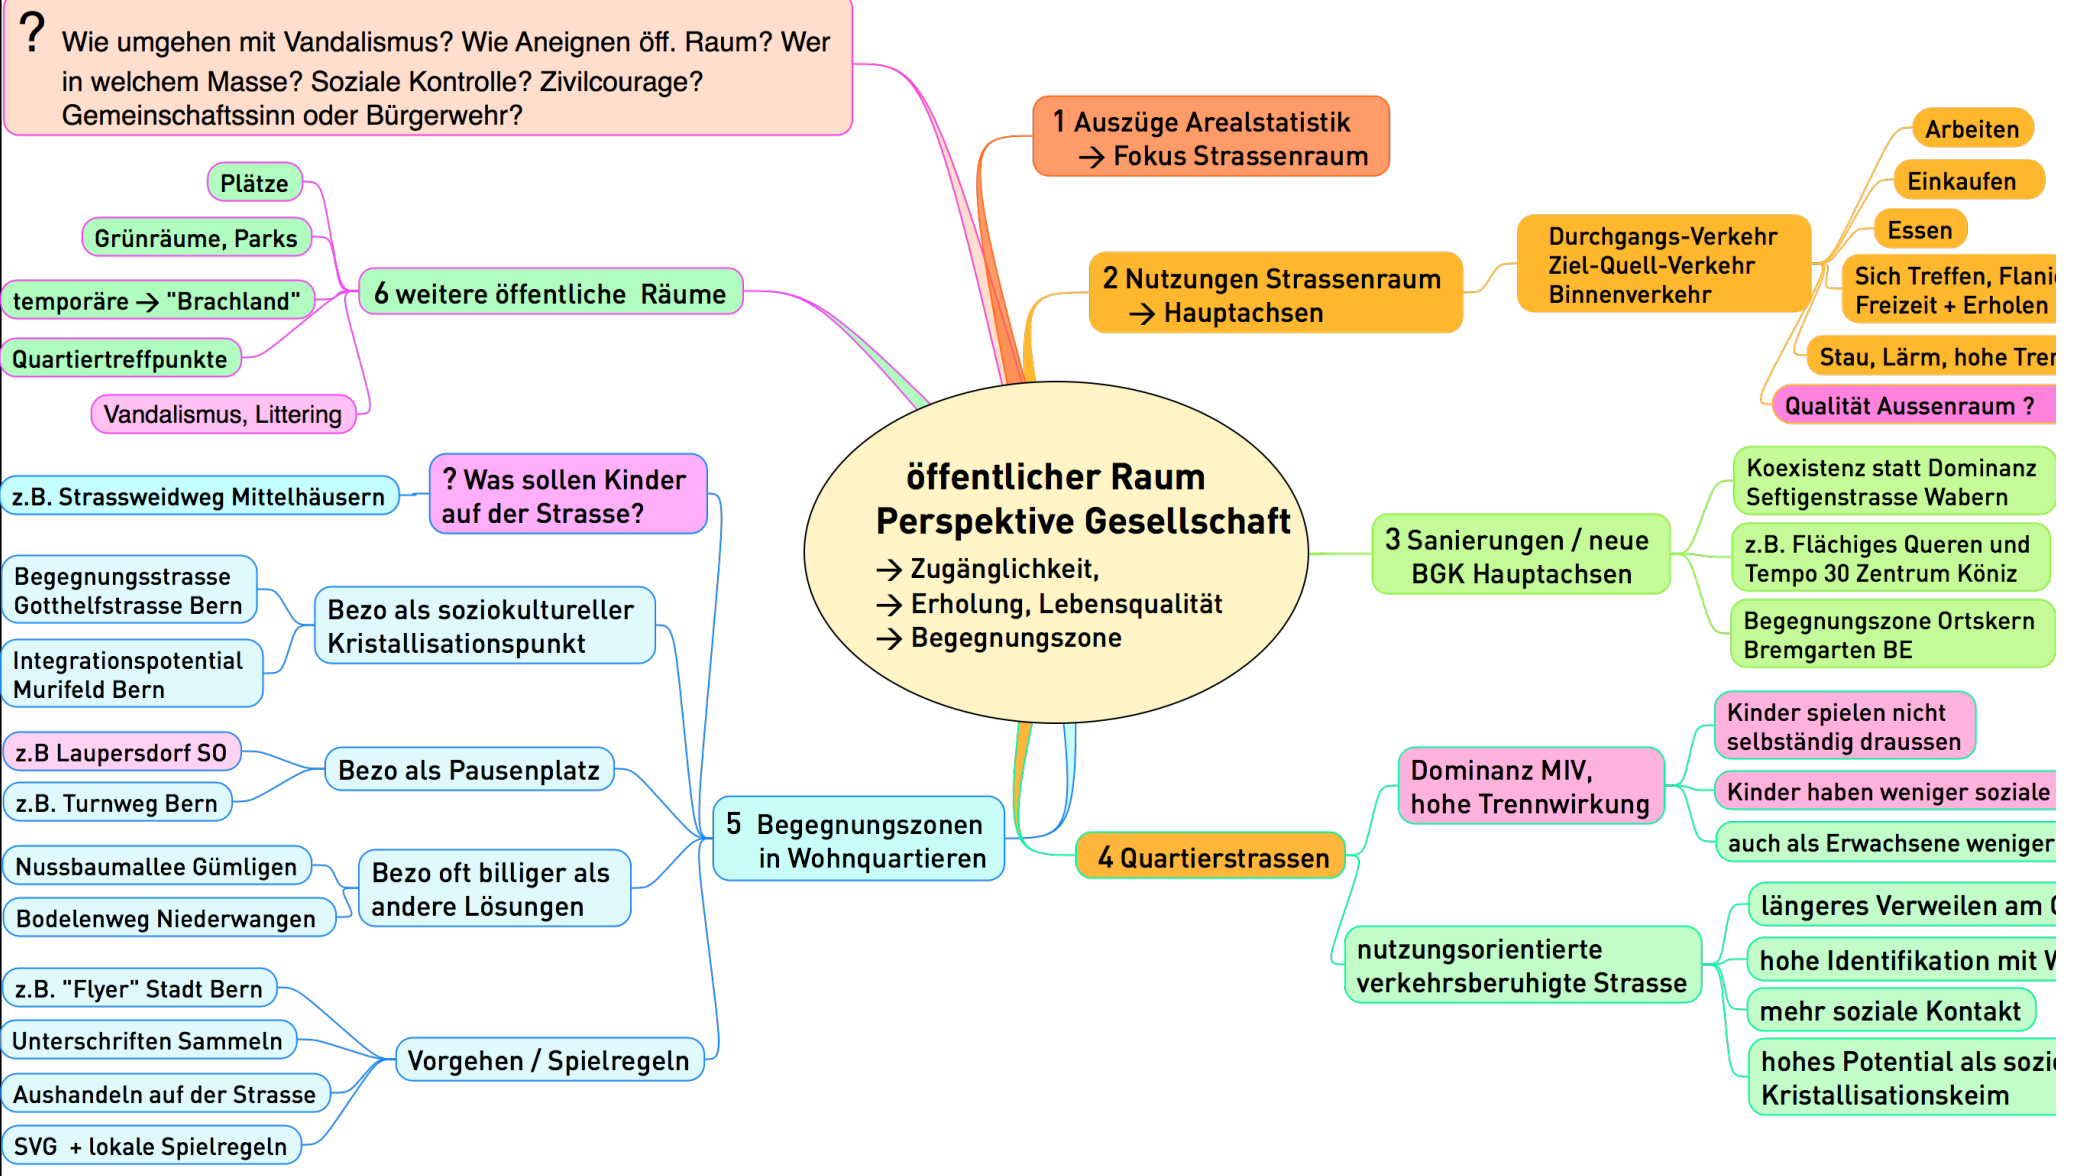 ?
Wie umgehen mit Vandalismus? Wie Aneignen öff. Raum? Wer
in welchem Masse? Soziale Kontrolle? Zivilcourage?
Gemeinschaftssinn oder Bürgerwehr?
1 Auszüge Arealstatistik
→ Fokus Strassenraum
2 Nutzungen Strassenraum
→ Hauptachsen
Durchgangs-Verkehr
Ziel-Quell-Verkehr
Binnenverkehr
Arbeiten
Einkaufen
Essen
Sich Treffen,
Freizeit + Erholen
Stau, Lärm, hohe
Qualität Aussenraum ?
6 weitere öffentliche Räume
Plätze
Grünräume, Parks
temporäre → "Brachland"
Quartiertreffpunkte
Vandalismus, Littering
öffentlicher Raum
Perspektive Gesellschaft
→ Zugänglichkeit,
→ Erholung, Lebensqualität
→ Begegnungszone
3 Sanierungen / neue
BGK Hauptachsen
Koexistenz statt Dominanz
Seftigenstrasse Wabern
z.B. Flächiges Queren und
Tempo 30 Zentrum Köniz
Begegnungszone Ortskern
Bremgarten BE
4 Quartierstrassen
Dominanz MIV,
hohe Trennwirkung
Kinder spielen nicht
selbständig draussen
Kinder haben weniger soziale
auch als Erwachsene weniger
nutzungsorientierte
verkehrsberuhigte Strasse
längeres Verweilen am
hohe Identifikation mit
mehr soziale Kontakt
hohes Potential als
Kristallisationskeim
5 Begegnungszonen
in Wohnquartieren
? Was sollen Kinder
auf der Strasse?
z.B. Strassweidweg Mittelhäusern
Bezo als soziokultureller
Kristallisationspunkt
Begegnungsstrasse
Gotthelfstrasse Bern
Integrationspotential
Murifeld Bern
Bezo als Pausenplatz
z.B Laupersdorf SO
z.B. Turnweg Bern
Bezo oft billiger als
andere Lösungen
Nussbaumallee Gümligen
Bodelenweg Niederwangen
Vorgehen / Spielregeln
z.B. "Flyer" Stadt Bern
Unterschriften Sammeln
Aushandeln auf der Strasse
SVG + lokale Spielregeln